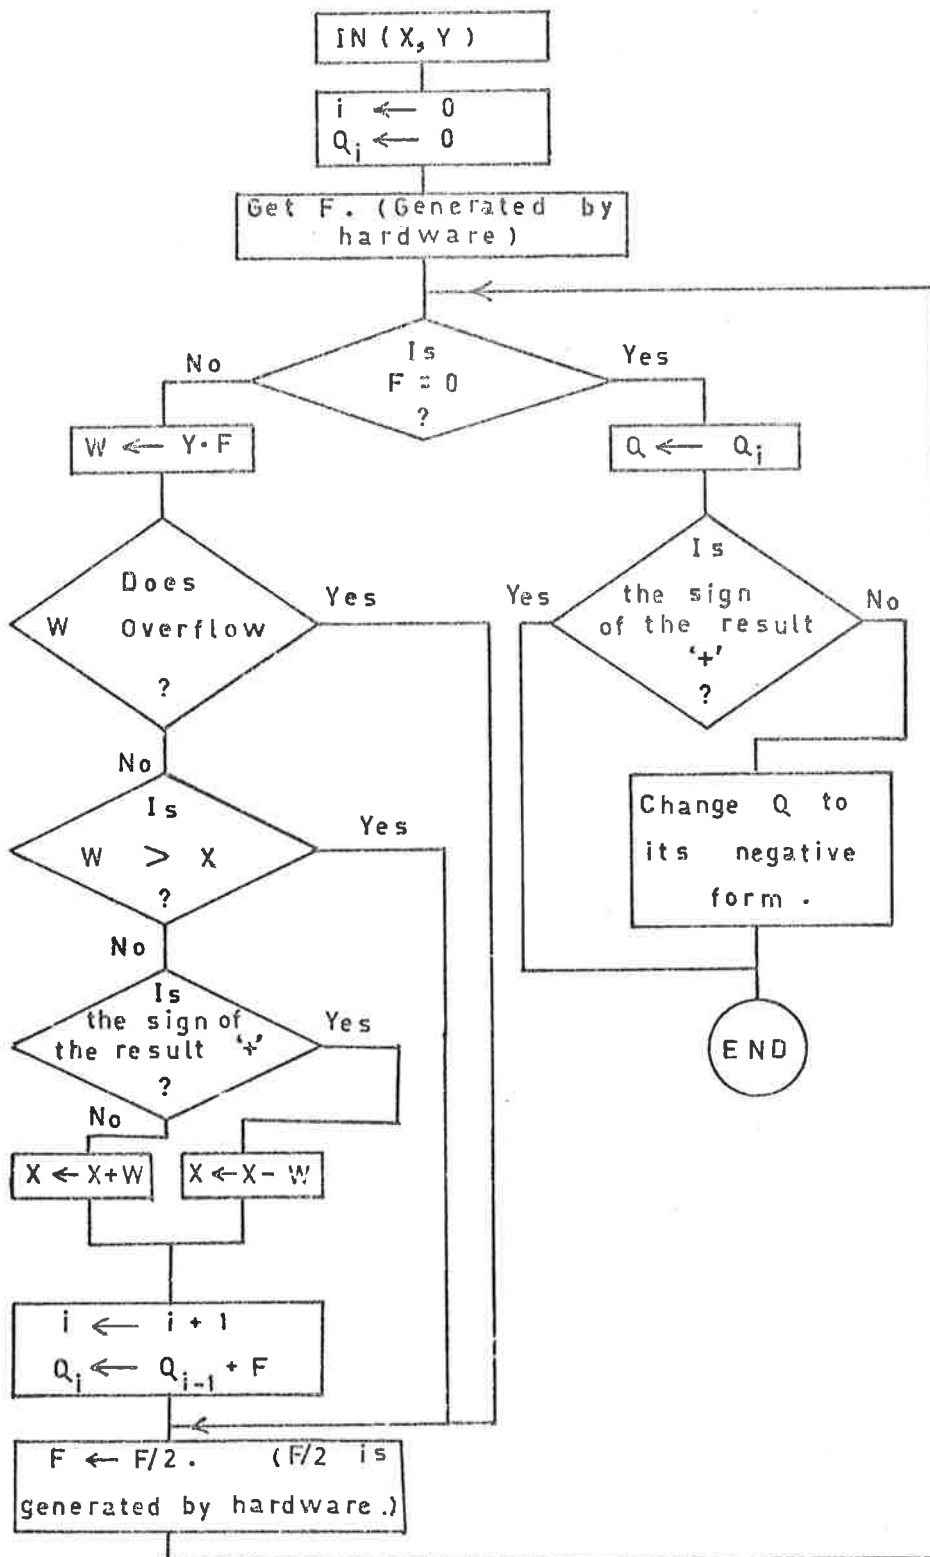 IN (X, Y)
i ← 0
Qi ← 0
Get F. (Generated by
hardware)
Is
F = 0
?
No
Yes
W ← Y·F
Q ← Qi
Does
W Overflow
?
Yes
Is
the sign
of the result
'+'
?
Yes
No
No
Is
W > X
?
Yes
Change Q to
its negative
form.
No
Is
the sign of
the result '+'
?
Yes
END
No
X ← X+W
X ← X- W
i ← i + 1
Qi ← Qi-1 + F
F ← F/2. (F/2 is
generated by hardware.)